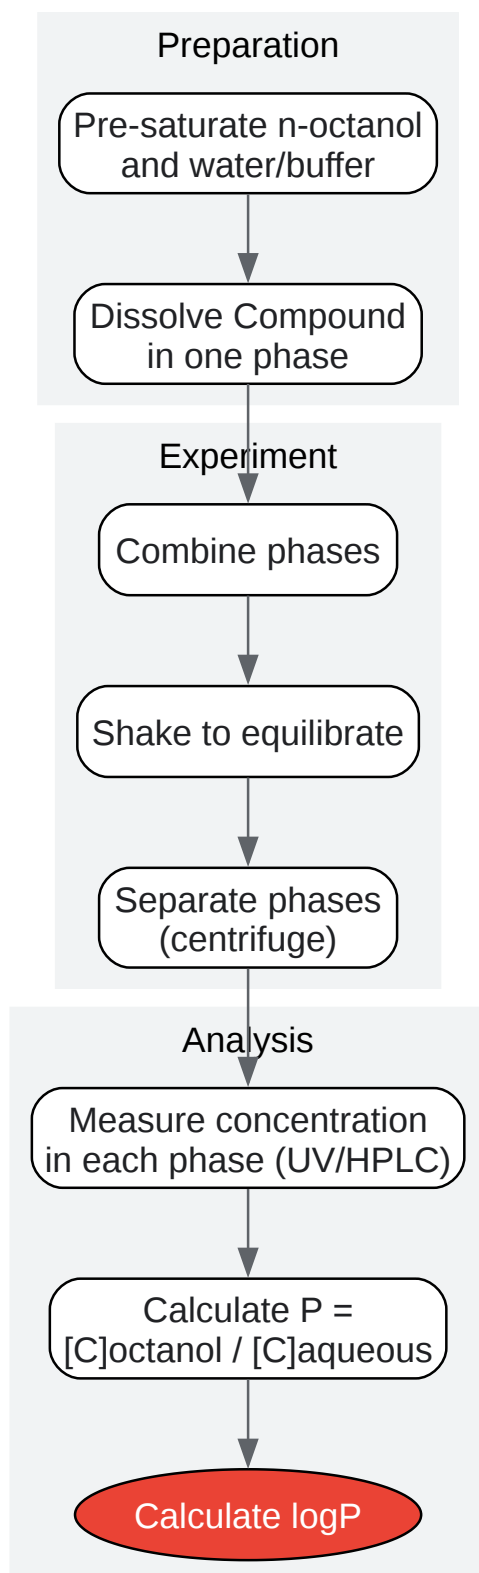 Preparation
Pre-saturate n-octanol
and water/buffer
Dissolve Compound
in one phase
Experiment
Combine phases
Shake to equilibrate
Separate phases
(centrifuge)
Analysis
Measure concentration
in each phase (UV/HPLC)
Calculate P =
[C]octanol / [C]aqueous
Calculate logP